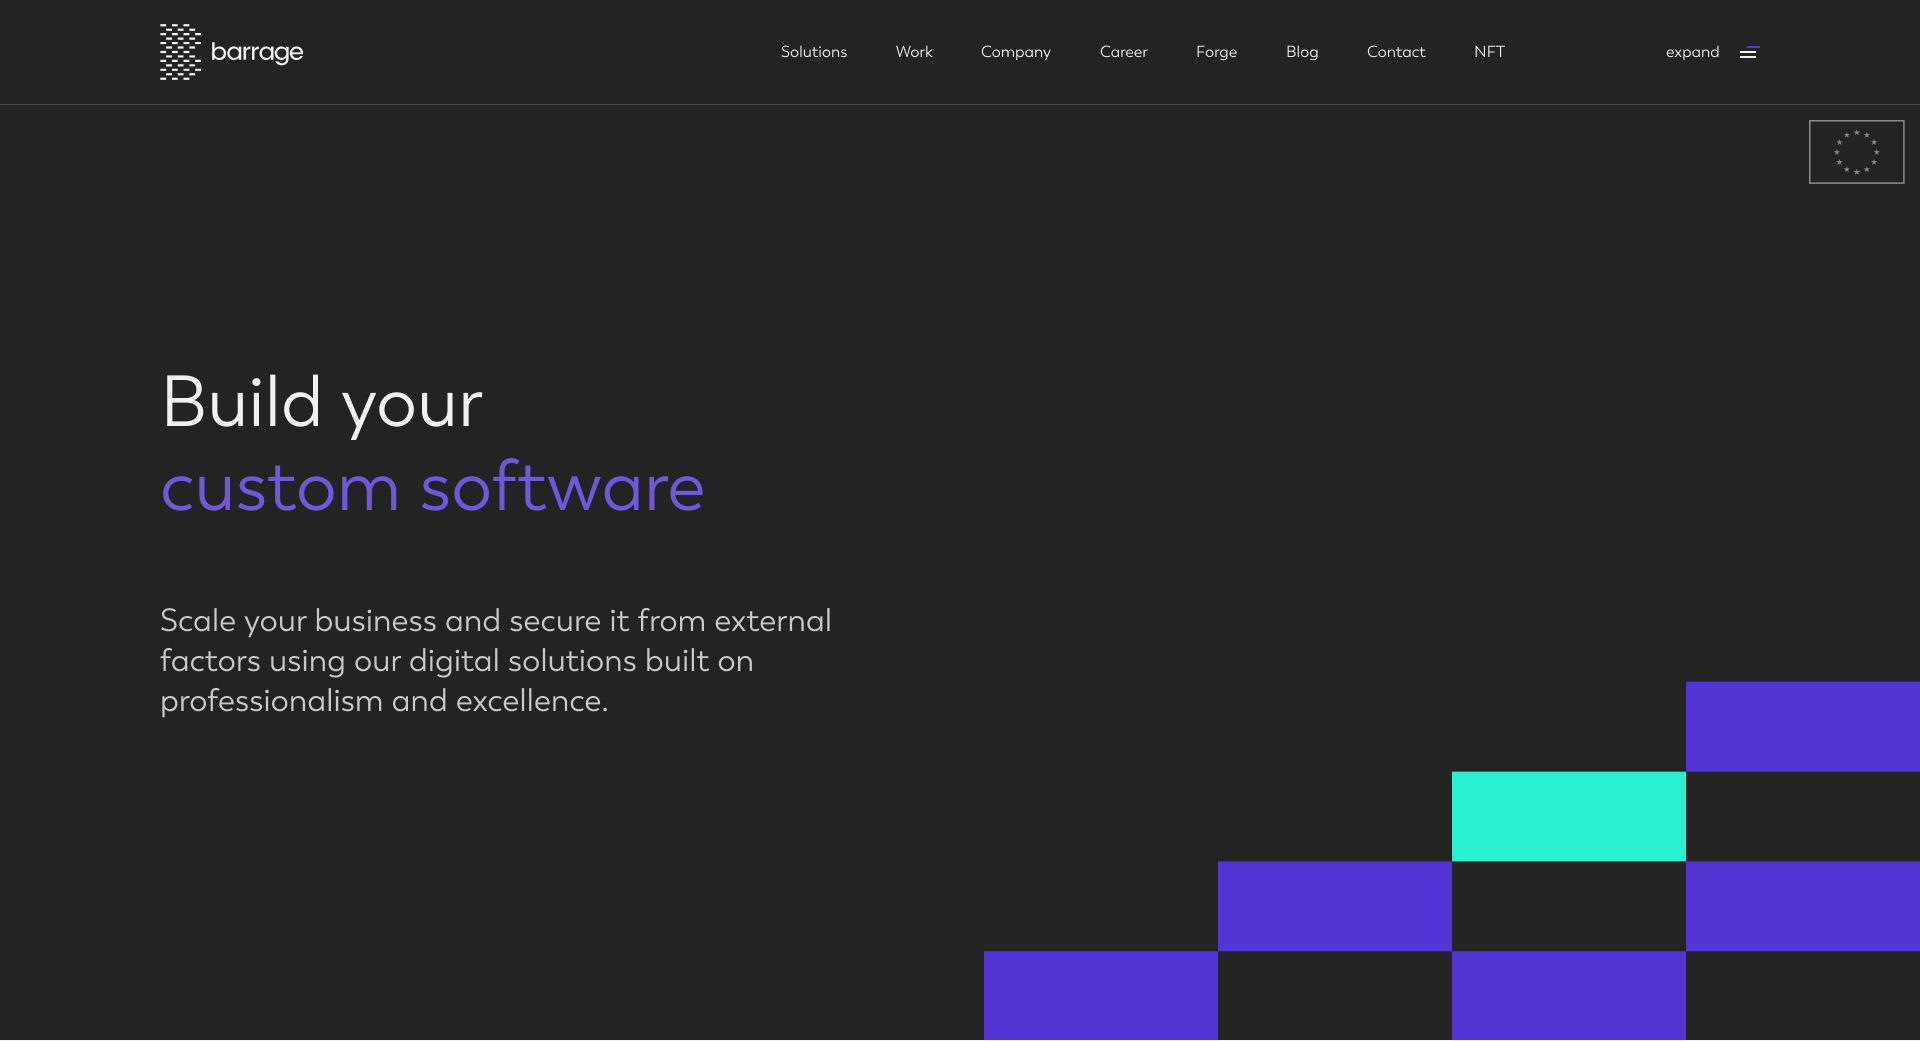 barrage
Solutions Work Company Career Forge Blog Contact NFT expand
Build your
custom software
Scale your business and secure it from external
factors using our digital solutions built on
professionalism and excellence.